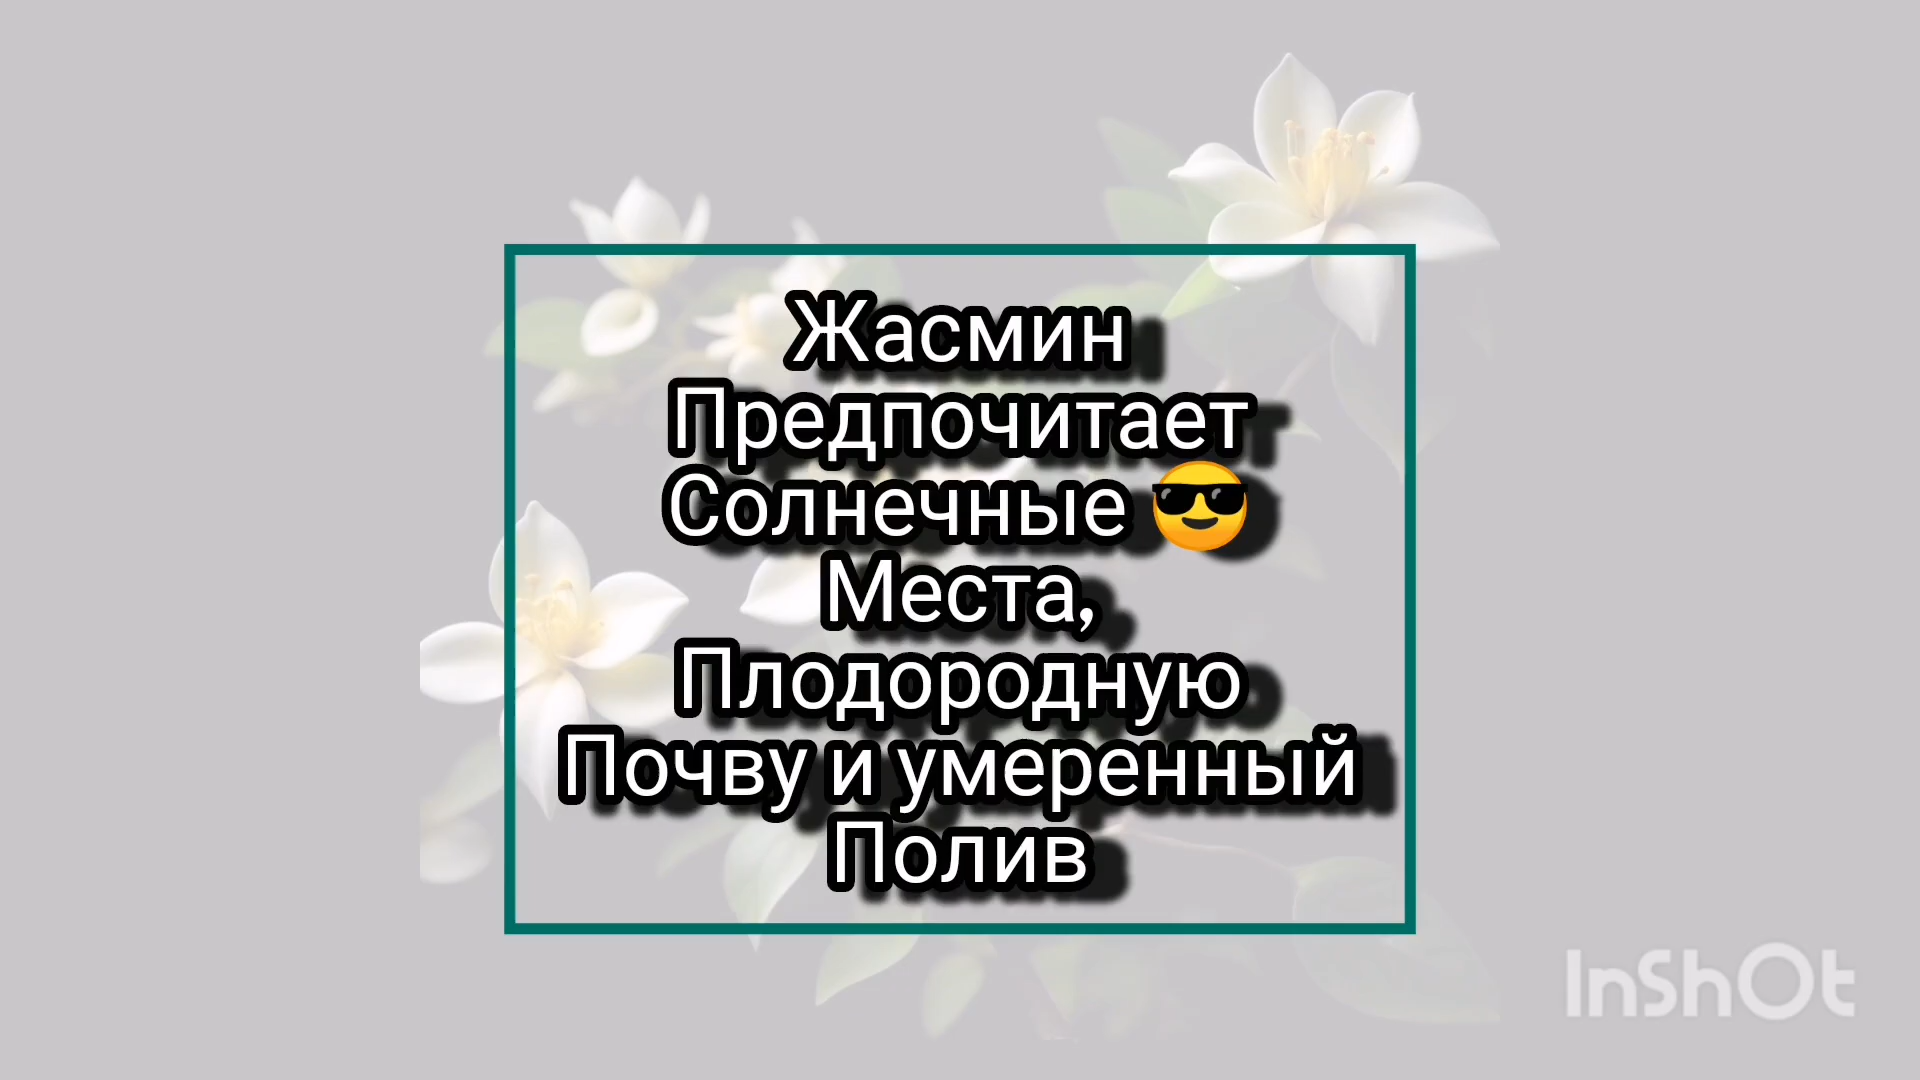 Жасмин
Предпочитает
Солнечные 😎
Места,
Плодородную
Почву и умеренный
Полив
InShOt